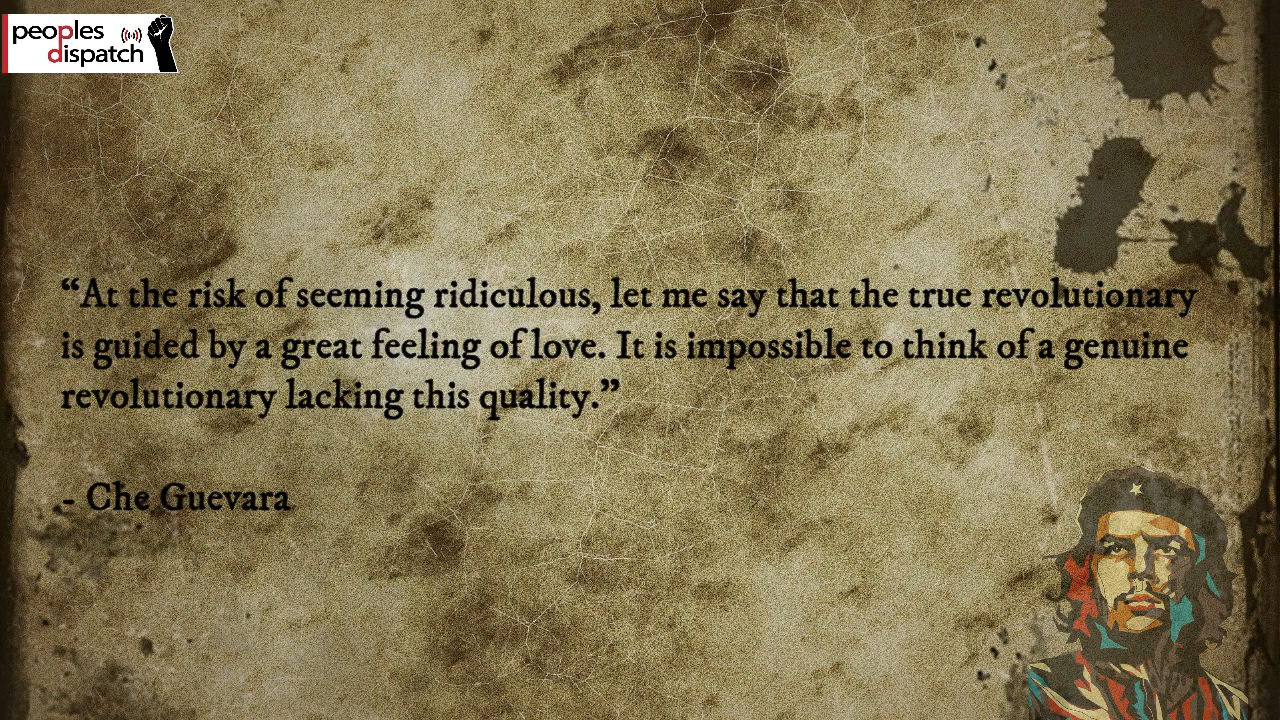 peoples
dispatch
“At the risk of seeming ridiculous, let me say that the true revolutionary
is guided by a great feeling of love. It is impossible to think of a genuine
revolutionary lacking this quality.”
- Che Guevara